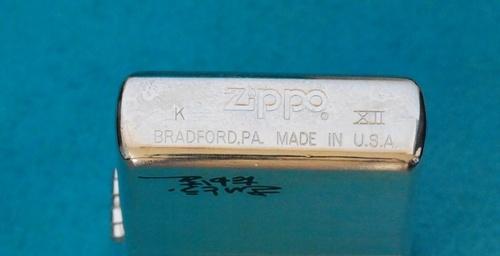 zippo®
K XII
BRADFORD,PA. MADE IN U.S.A